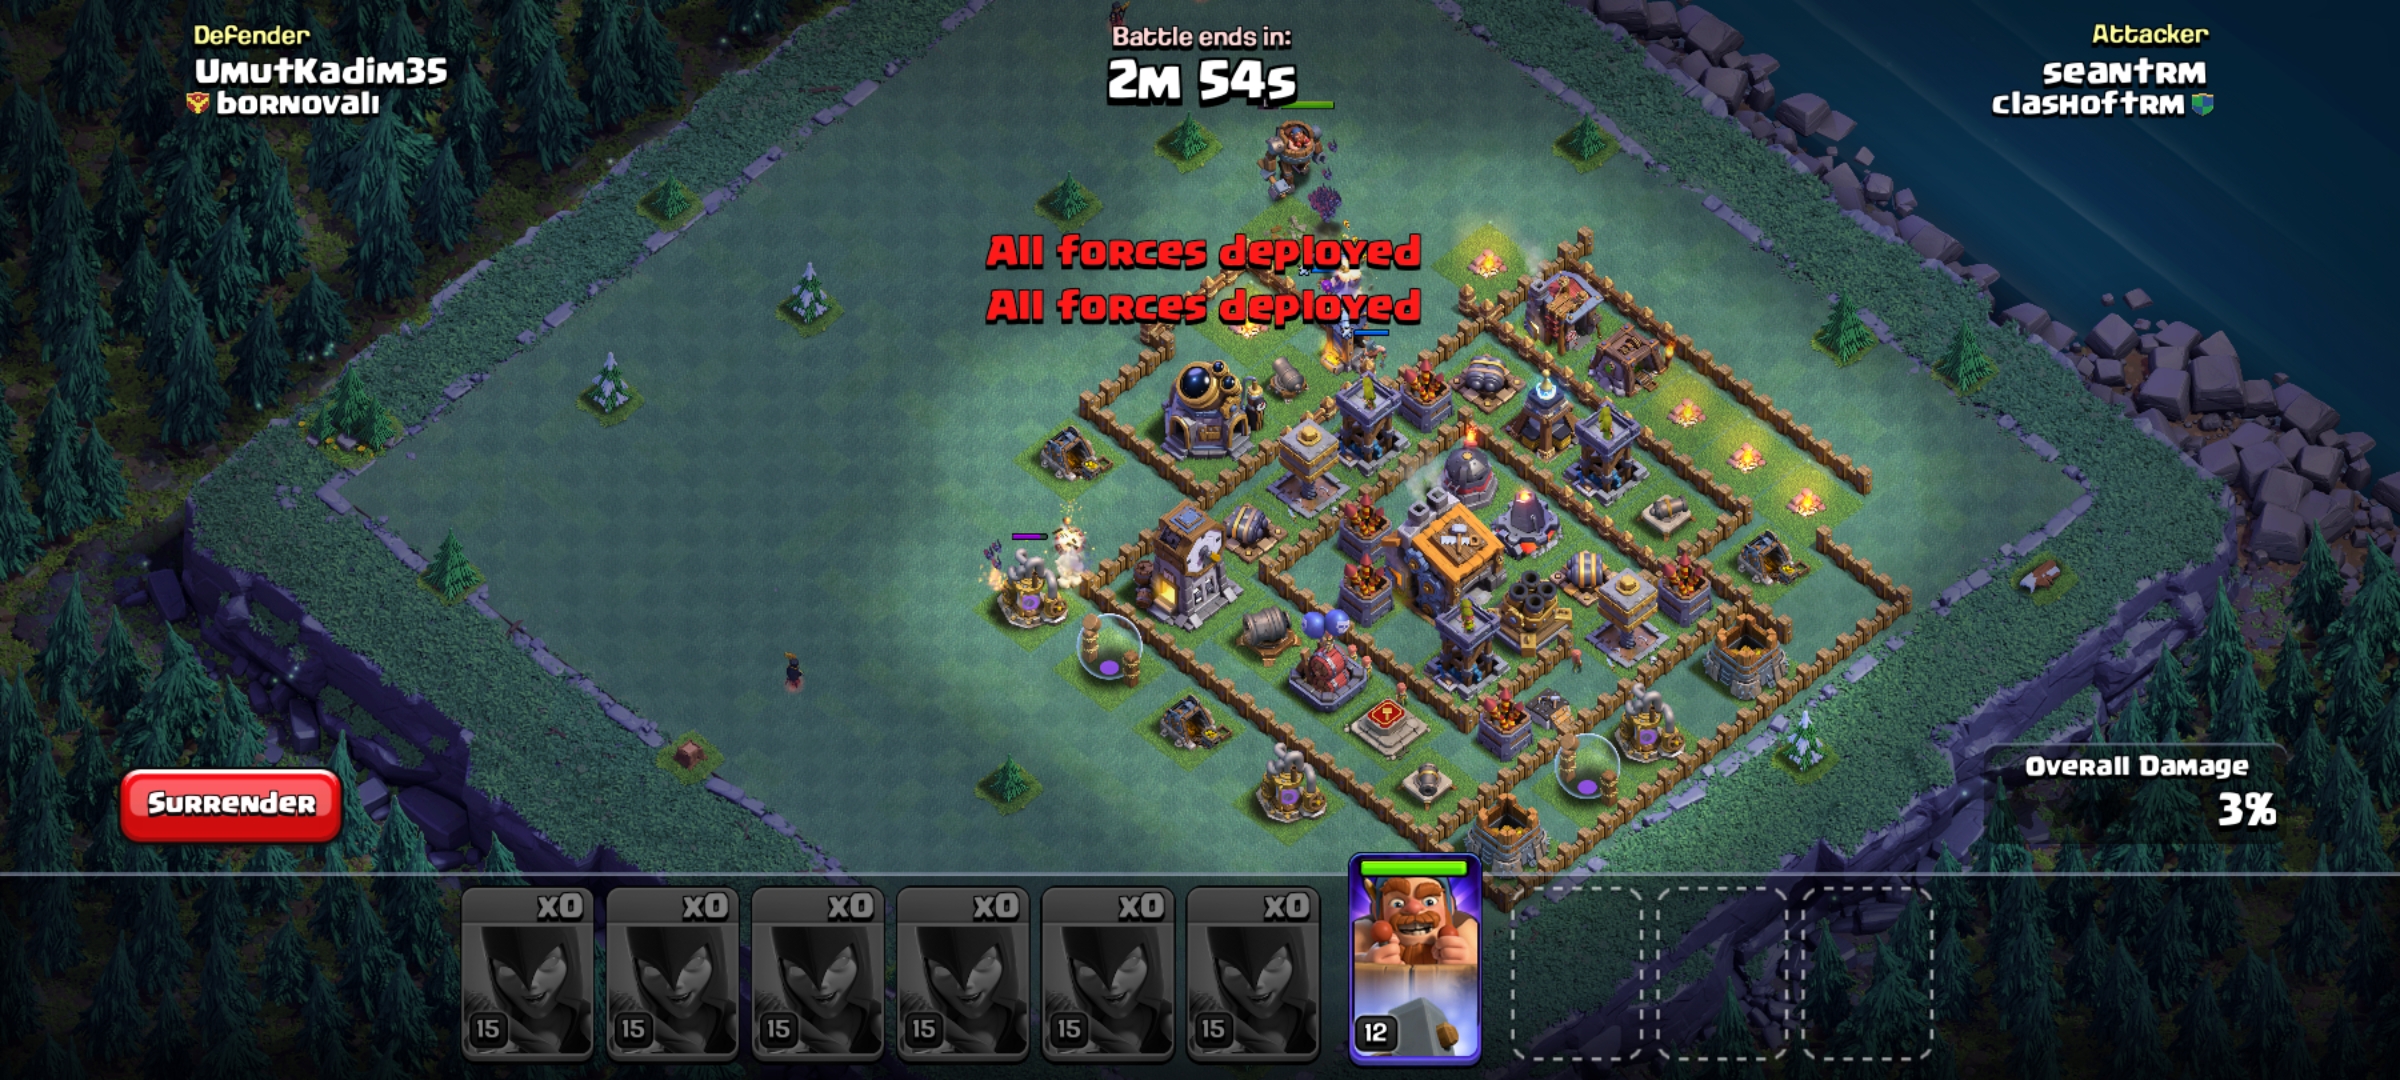 Defender
UmutKadim35
bornovalı
Battle ends in:
2M 54s
Attacker
seantRM
clashoftRM
All forces deployed
All forces deployed
Surrender
Overall Damage
3%
x0 x0 x0 x0 x0 x0
15 15 15 15 15 15 12